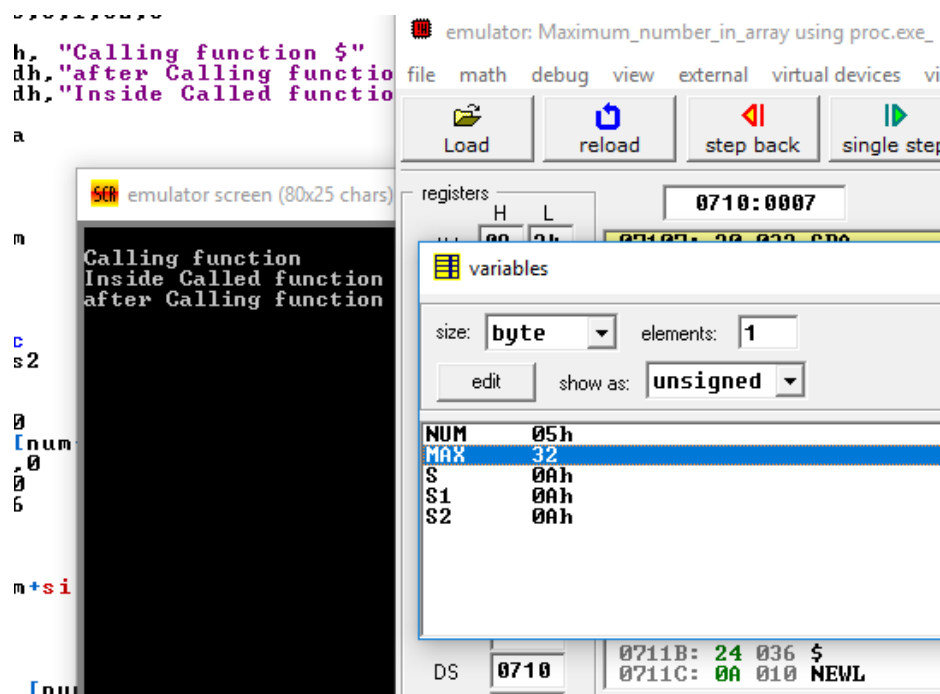 h, "Calling function $"
dh,"after Calling functio
dh,"Inside Called functio
a
m
c
s2
0
[num
,0
0
6
m+si
[nu
emulator: Maximum_number_in_array using proc.exe_
file math debug view external virtual devices vi
Load reload step back single step
SCR emulator screen (80x25 chars)
Calling function
Inside Called function
after Calling function
registers
H L
0710:0007
variables
size: byte elements: 1
edit show as: unsigned
NUM 05h
MAX 32
S 0Ah
S1 0Ah
S2 0Ah
DS 0710
0711B: 24 036 $
0711C: 0A 010 NEWL